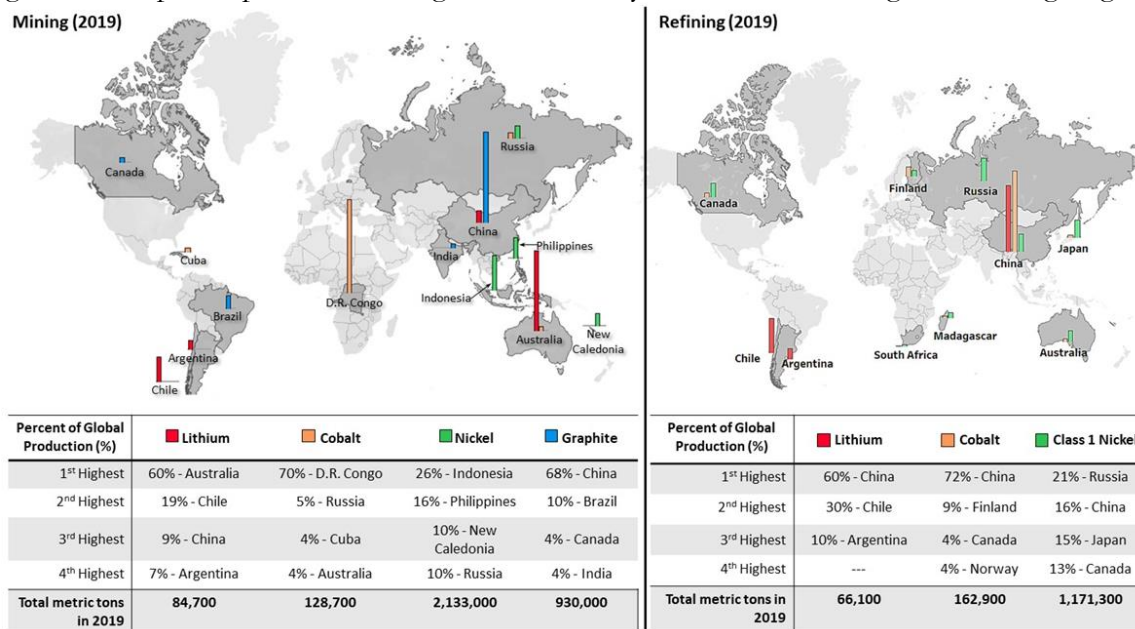 Mining (2019)
Canada
Cuba
Brazil
Argentina
Chile
D.R. Congo
Russia
China
India
Philippines
Indonesia
Australia
New
Caledonia
Percent of Global
Production (%)
Lithium
Cobalt
Nickel
Graphite
1st Highest
60% - Australia
70% - D.R. Congo
26% - Indonesia
68% - China
2nd Highest
19% - Chile
5% - Russia
16% - Philippines
10% - Brazil
3rd Highest
9% - China
4% - Cuba
10% - New
Caledonia
4% - Canada
4th Highest
7% - Argentina
4% - Australia
10% - Russia
4% - India
Total metric tons
in 2019
84,700
128,700
2,133,000
930,000
Refining (2019)
Canada
Finland
Russia
China
Japan
Chile
Argentina
South Africa
Madagascar
Australia
Percent of Global
Production (%)
Lithium
Cobalt
Class 1 Nickel
1st Highest
60% - China
72% - China
21% - Russia
2nd Highest
30% - Chile
9% - Finland
16% - China
3rd Highest
10% - Argentina
4% - Canada
15% - Japan
4th Highest
---
4% - Norway
13% - Canada
Total metric tons in
2019
66,100
162,900
1,171,300